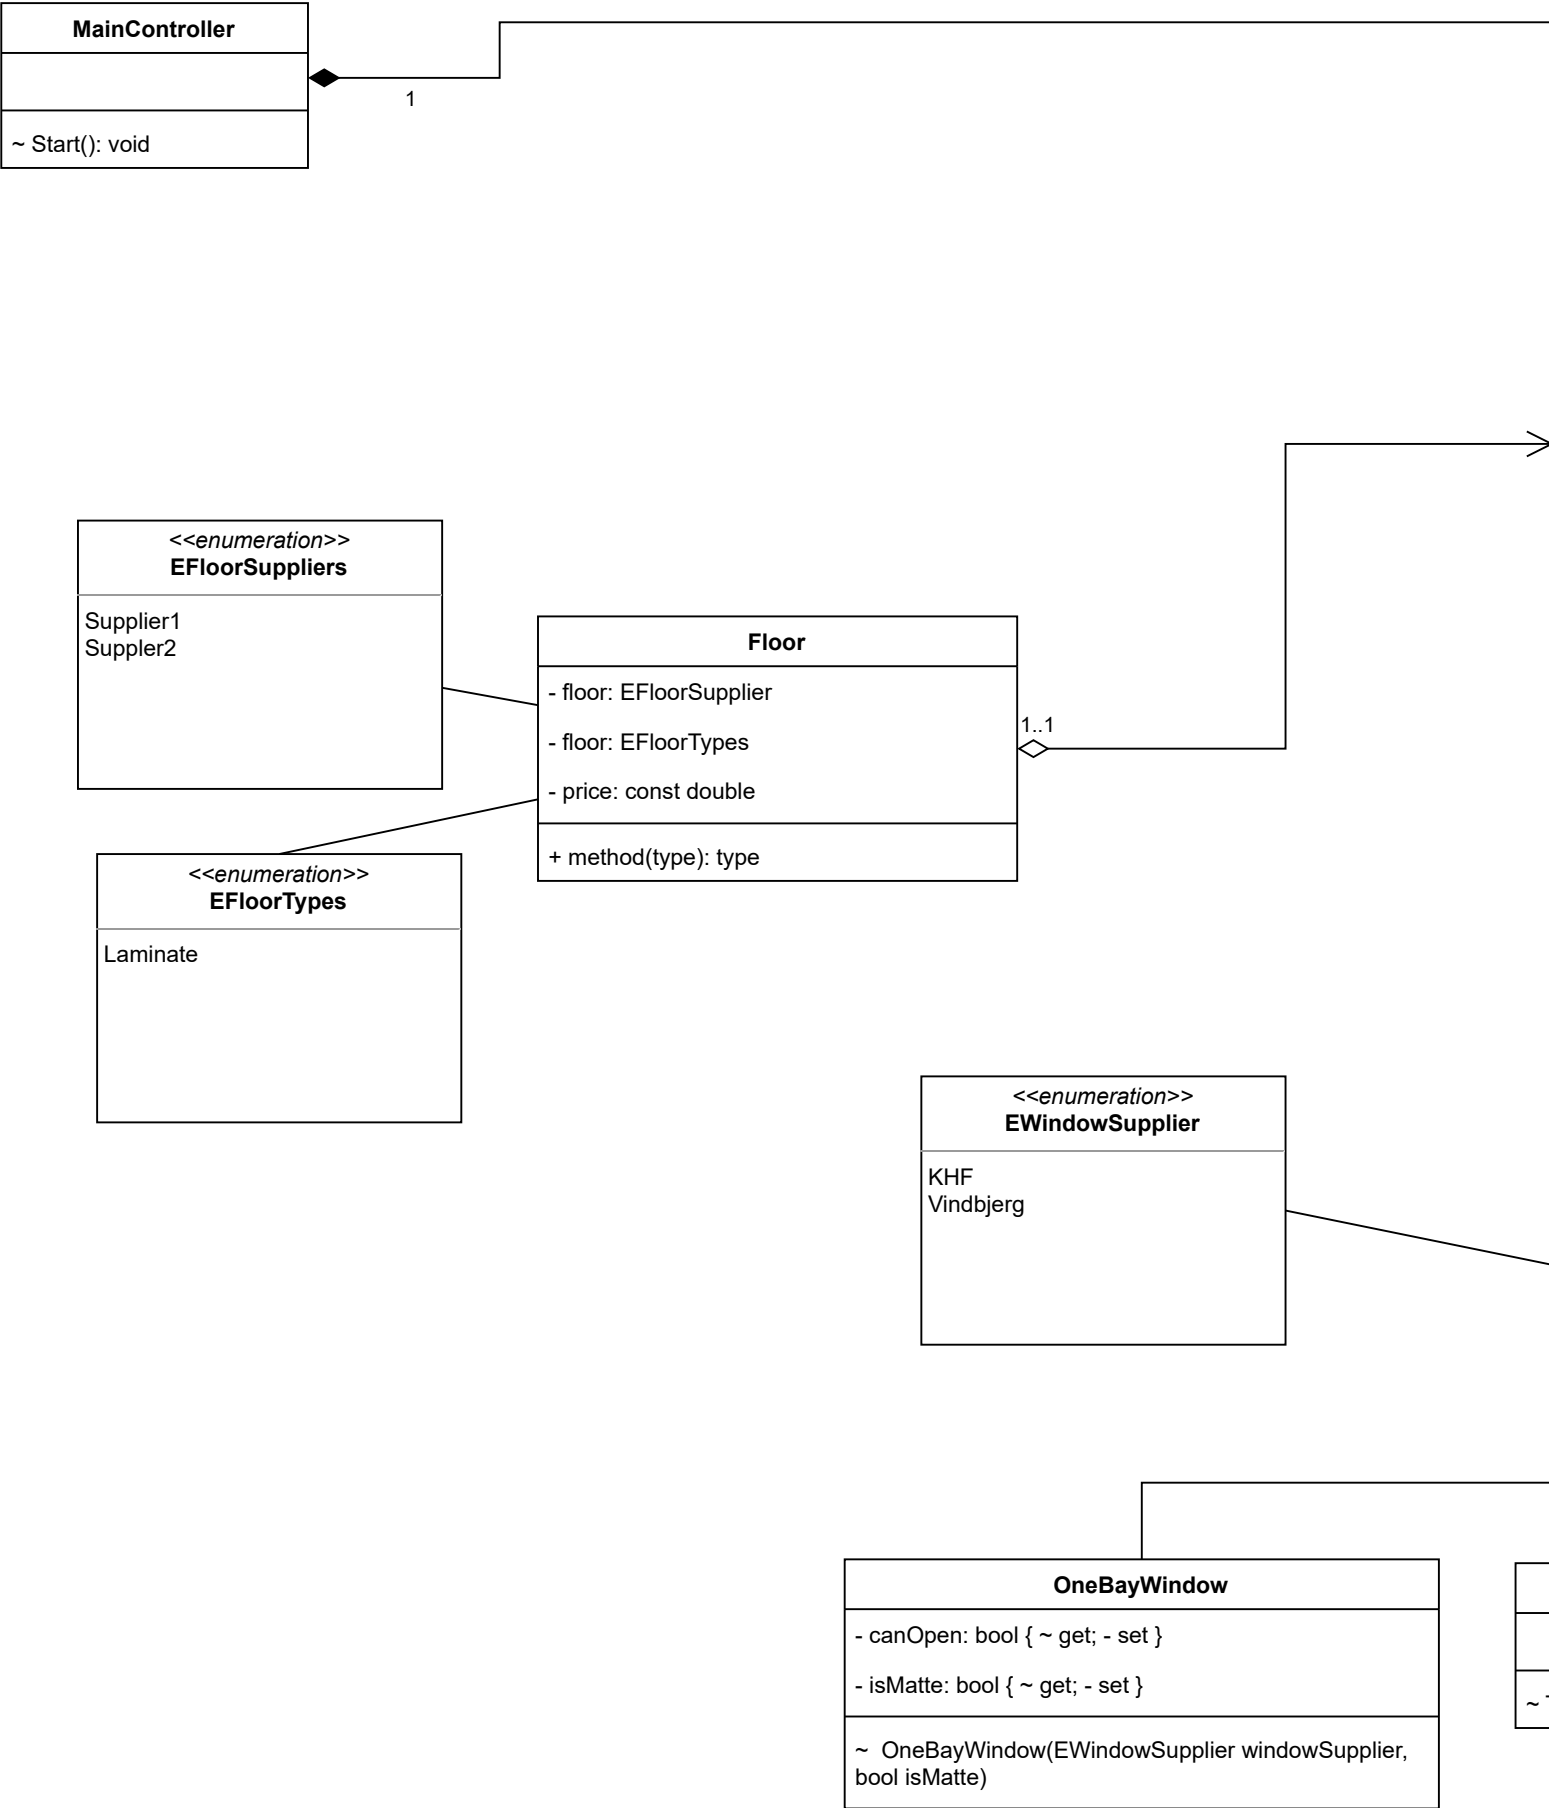 MainController
1
~ Start(): void
<<enumeration>>
EFloorSuppliers
Supplier1
Suppler2
Floor
- floor: EFloorSupplier
- floor: EFloorTypes
- price: const double
+ method(type): type
1..1
<<enumeration>>
EFloorTypes
Laminate
<<enumeration>>
EWindowSupplier
KHF
Vindbjerg
OneBayWindow
- canOpen: bool { ~ get; - set }
- isMatte: bool { ~ get; - set }
~  OneBayWindow(EWindowSupplier windowSupplier,
bool isMatte)
~